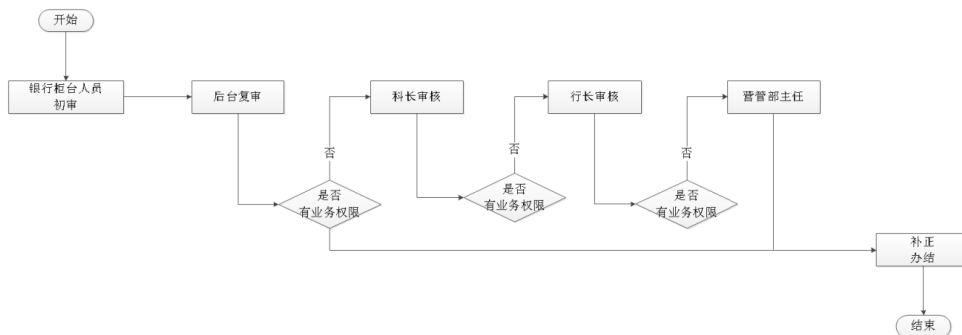 开始
银行柜台人员
初审
后台复审
科长审核
行长审核
营管部主任
否
否
否
是否
有业务权限
是否
有业务权限
是否
有业务权限
补正
办结
结束